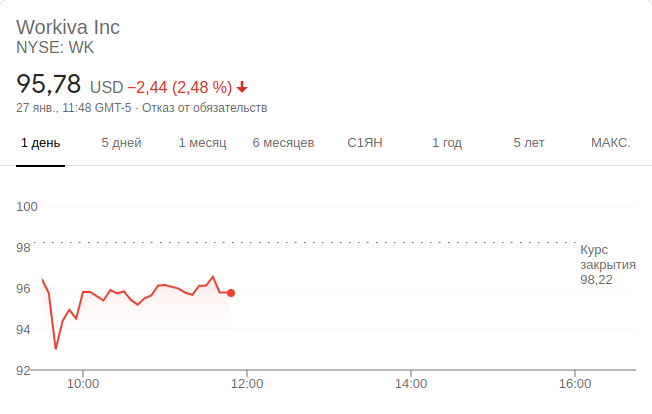 Workiva Inc
NYSE: WK
95,78 USD −2,44 (2,48 %)
27 янв., 11:48 GMT-5 · Отказ от обязательств
1 день 5 дней 1 месяц 6 месяцев С1ЯН 1 год 5 лет МАКС.
100
98
Курс
закрытия
98,22
96
94
92
10:00 12:00 14:00 16:00